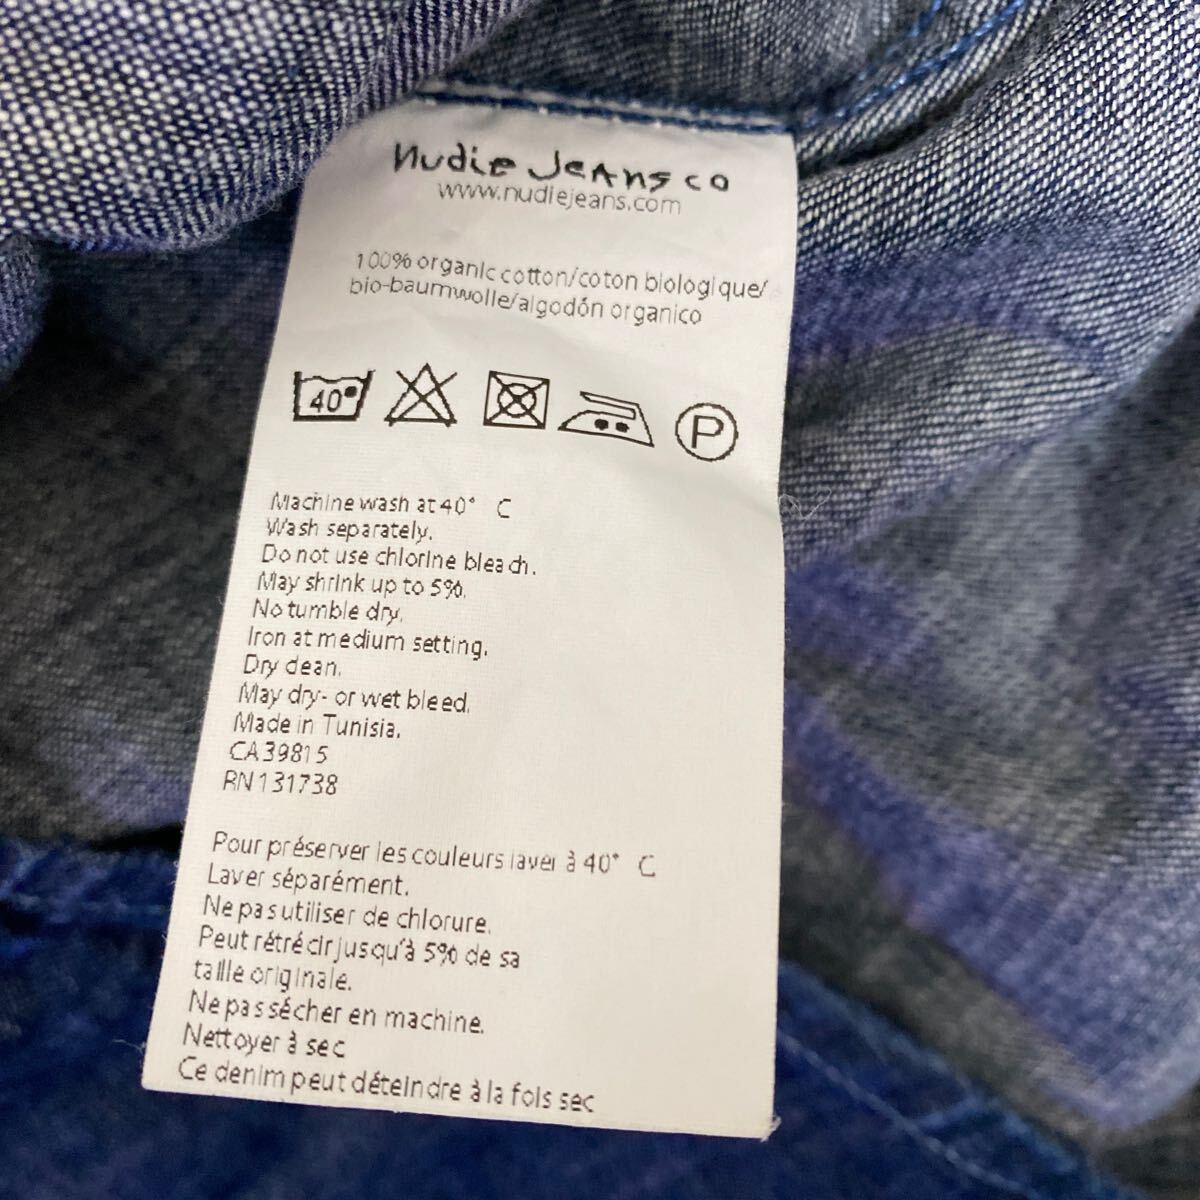 Nudie Jeans co
www.nudiejeans.com
100% organic cotton/coton biologique/
bio-baumwolle/algodón organico
40°
P
Machine wash at 40° C
Wash separately.
Do not use chlorine bleach.
May shrink up to 5%.
No tumble dry.
Iron at medium setting.
Dry clean.
May dry- or wet bleed.
Made in Tunisia.
CA39815
RN131738
Pour préserver les couleurs laver à 40° C
Laver séparément.
Ne pas utiliser de chlorure.
Peut rétrécir jusqu'à 5% de sa
taille originale.
Ne pas sécher en machine.
Nettoyer à sec
Ce denim peut déteindre à la fois sec